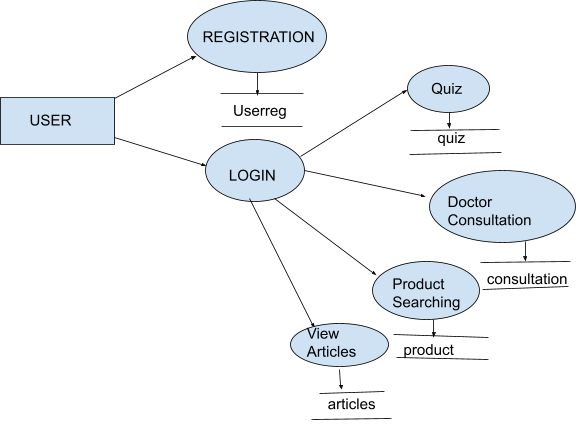 REGISTRATION
Userreg
USER
LOGIN
Quiz
quiz
Doctor
Consultation
consultation
Product
Searching
product
View
Articles
articles